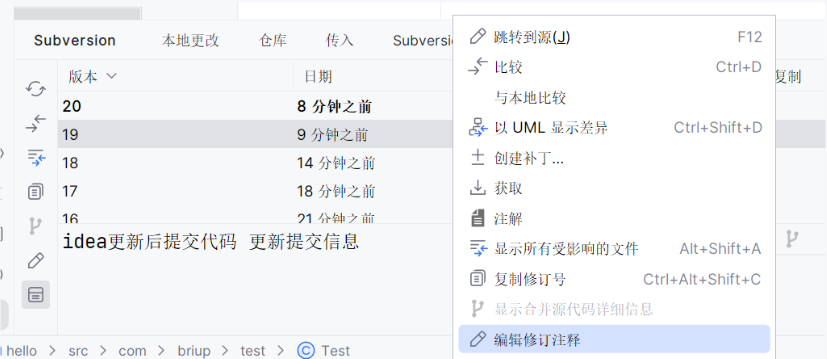 Subversion 本地更改 仓库 传入 Subversi
版本 日期 复制
20 8 分钟之前
19 9 分钟之前
18 14 分钟之前
17 18 分钟之前
16 21 分钟之前
idea更新后提交代码 更新提交信息
跳转到源(J) F12
比较 Ctrl+D
与本地比较
以 UML 显示差异 Ctrl+Shift+D
创建补丁...
获取
注解
显示所有受影响的文件 Alt+Shift+A
复制修订号 Ctrl+Alt+Shift+C
显示合并源代码详细信息
编辑修订注释
hello > src > com > briup > test > Test